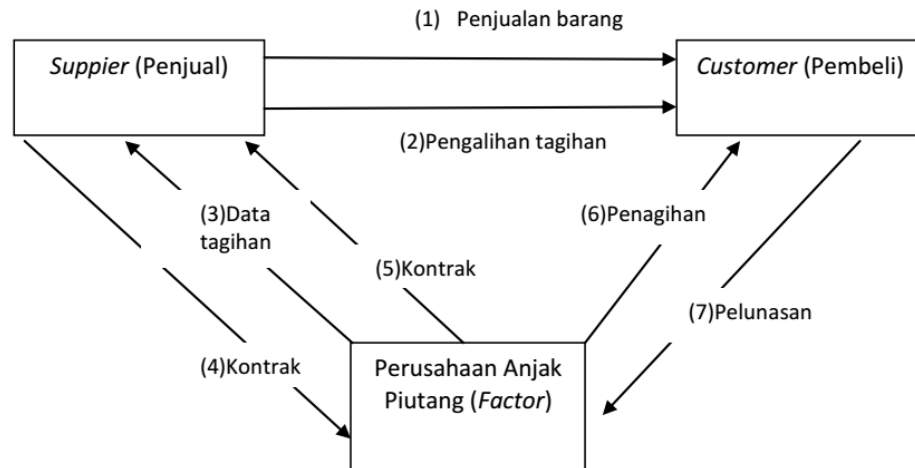 (1) Penjualan barang
Suppier (Penjual)
Customer (Pembeli)
(2)Pengalihan tagihan
(3)Data
tagihan
(6)Penagihan
(5)Kontrak
(7)Pelunasan
(4)Kontrak
Perusahaan Anjak
Piutang (Factor)